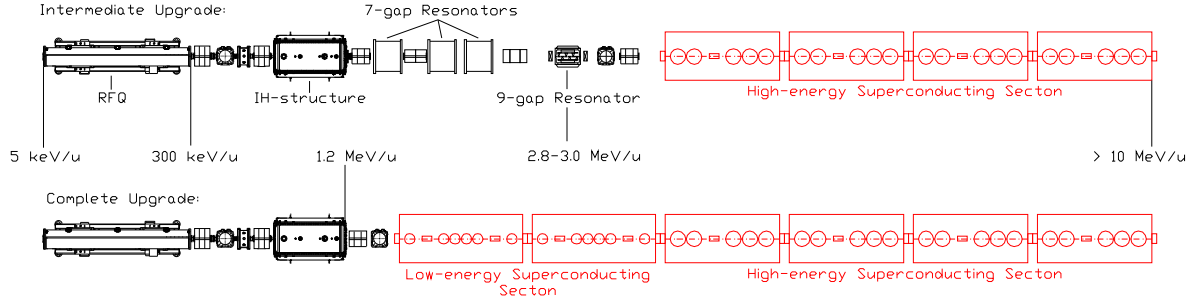 Intermediate Upgrade:
7-gap Resonators
RFQ
IH-structure
9-gap Resonator
High-energy Superconducting Secton
5 keV/u
300 keV/u
1.2 MeV/u
2.8-3.0 MeV/u
> 10 MeV/u
Complete Upgrade:
Low-energy Superconducting
Secton
High-energy Superconducting Secton